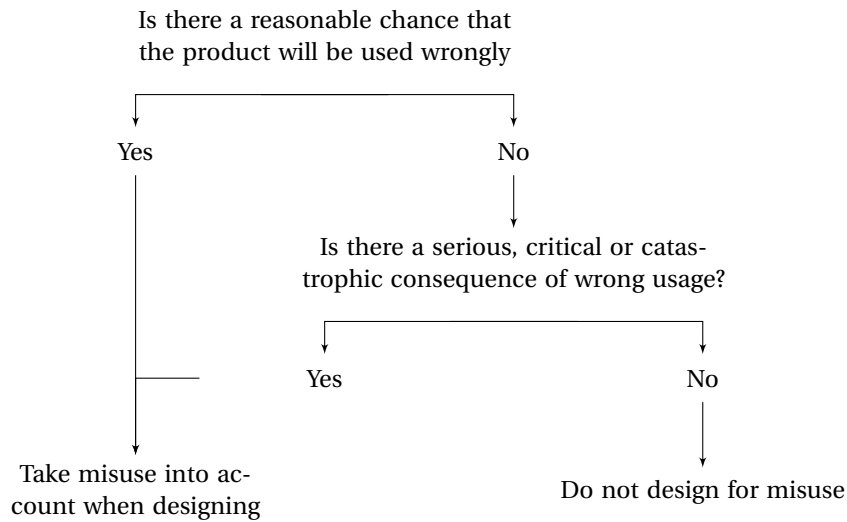 Is there a reasonable chance that
the product will be used wrongly
Yes
No
Is there a serious, critical or catas-
trophic consequence of wrong usage?
Yes
No
Take misuse into ac-
count when designing
Do not design for misuse